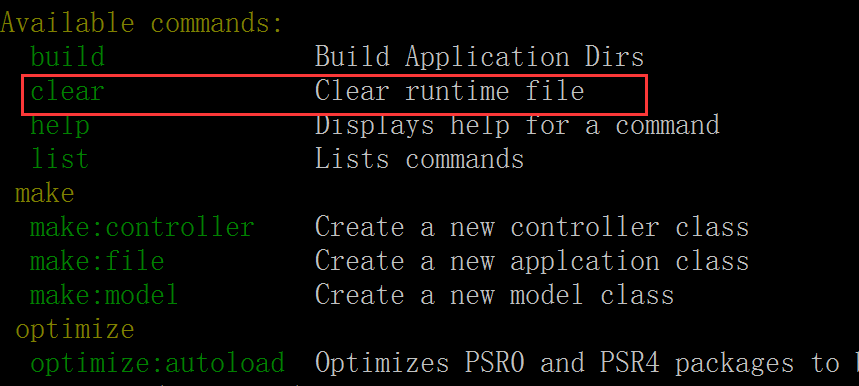 Available commands:
build Build Application Dirs
clear Clear runtime file
help Displays help for a command
list Lists commands
make
make:controller Create a new controller class
make:file Create a new applcation class
make:model Create a new model class
optimize
optimize:autoload Optimizes PSR0 and PSR4 packages to